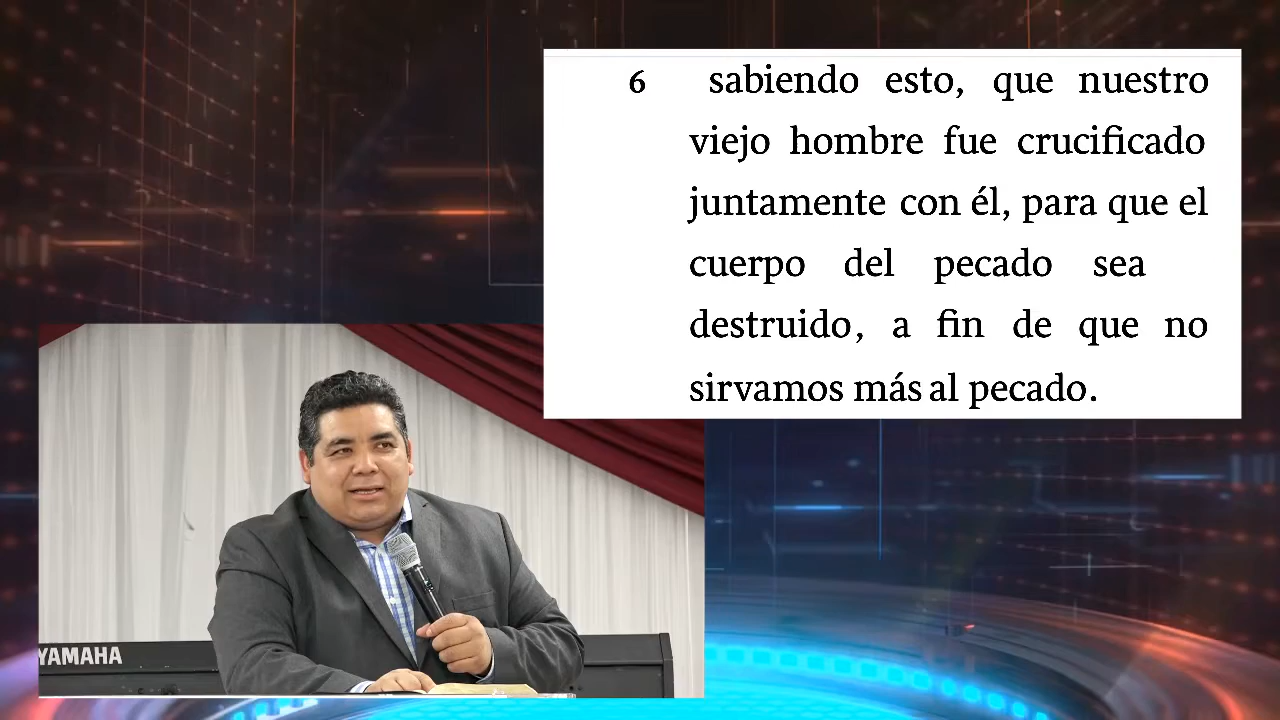 6 sabiendo esto, que nuestro
viejo hombre fue crucificado
juntamente con él, para que el
cuerpo del pecado sea
destruido, a fin de que no
sirvamos más al pecado.
YAMAHA